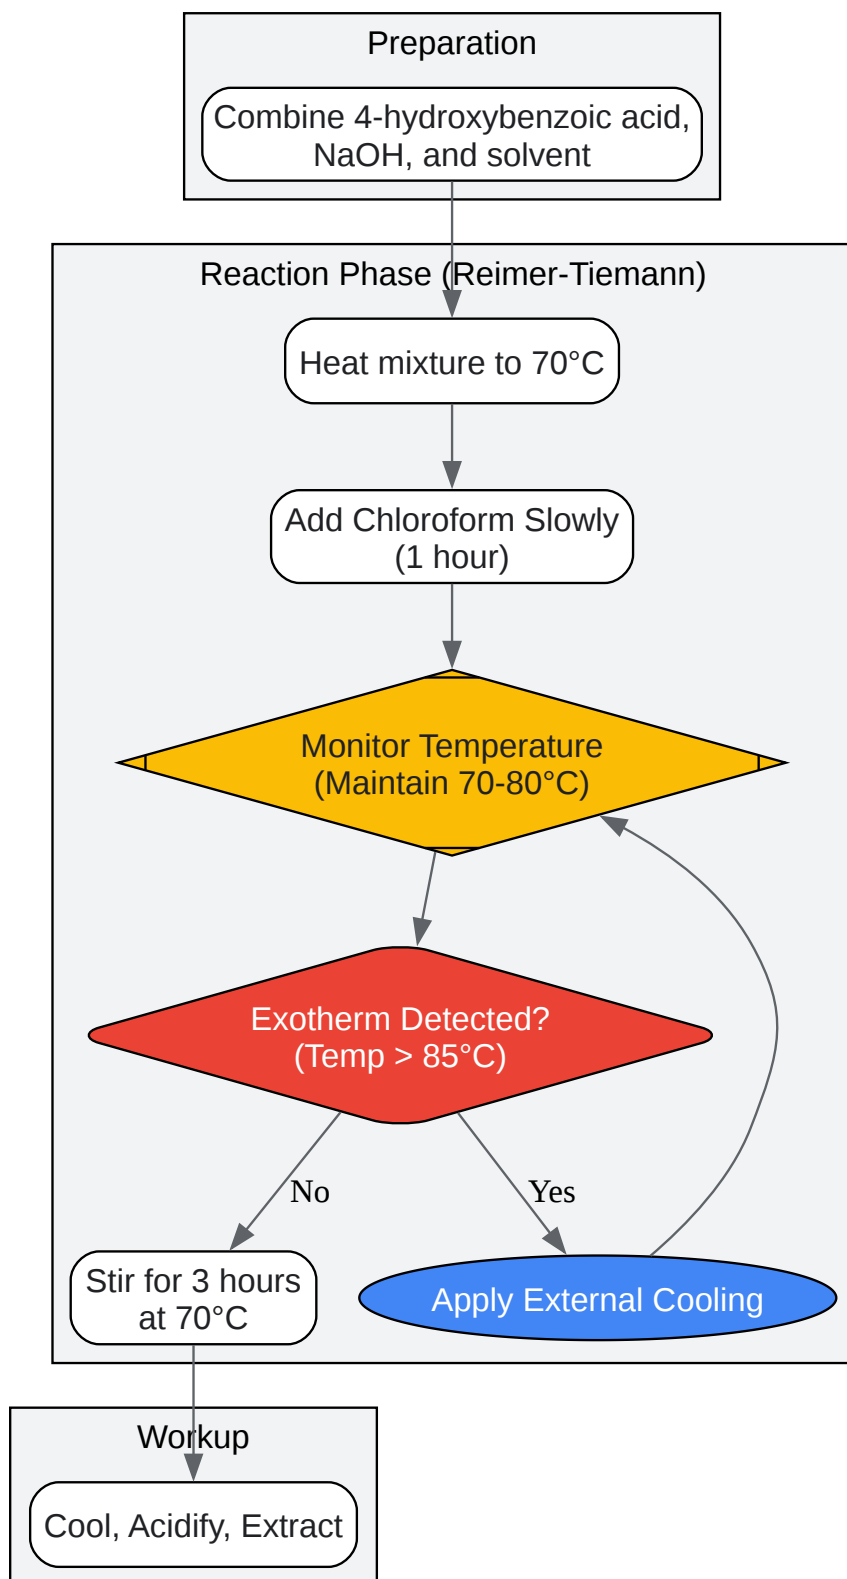 Preparation
Combine 4-hydroxybenzoic acid,
NaOH, and solvent
Reaction Phase (Reimer-Tiemann)
Heat mixture to 70°C
Add Chloroform Slowly
(1 hour)
Monitor Temperature
(Maintain 70-80°C)
Exotherm Detected?
(Temp > 85°C)
No
Yes
Stir for 3 hours
at 70°C
Apply External Cooling
Workup
Cool, Acidify, Extract